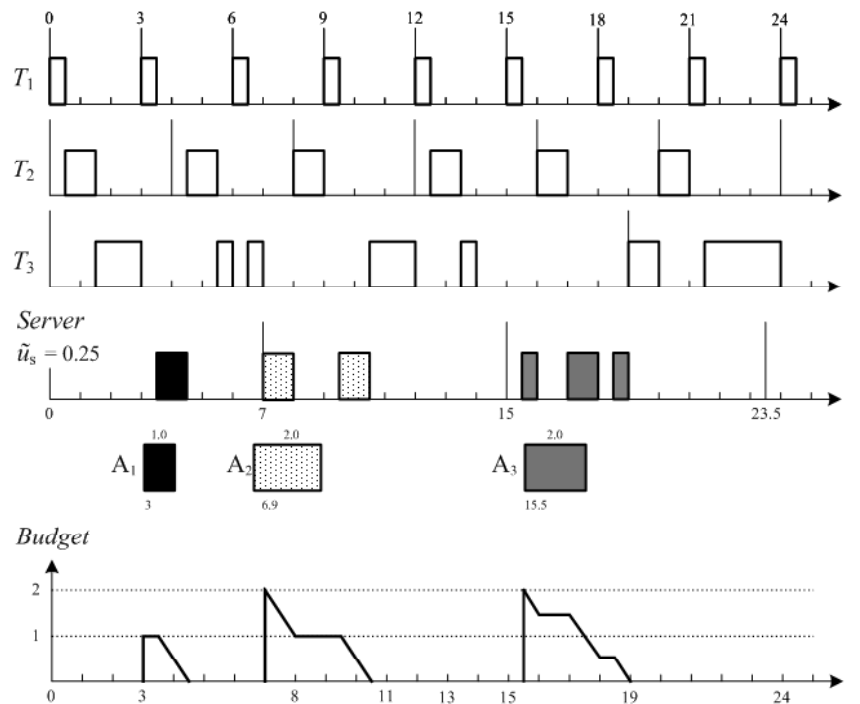 0 3 6 9 12 15 18 21 24
T1
T2
T3
Server
ũs = 0.25
0 7 15 23.5
1.0 2.0 2.0
A1 A2 A3
3 6.9 15.5
Budget
2
1
0 3 8 11 13 15 19 24